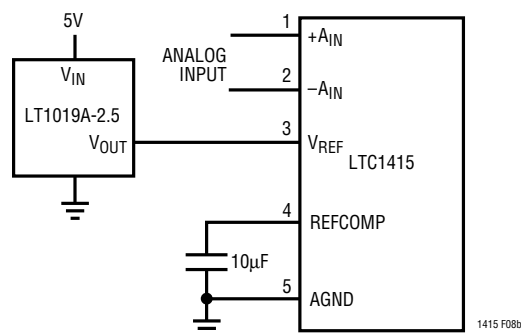 5V
V_IN
LT1019A-2.5
V_OUT
ANALOG
INPUT
1
+A_IN
2
–A_IN
3
V_REF
LTC1415
4
REFCOMP
10µF
5
AGND
1415 F08b